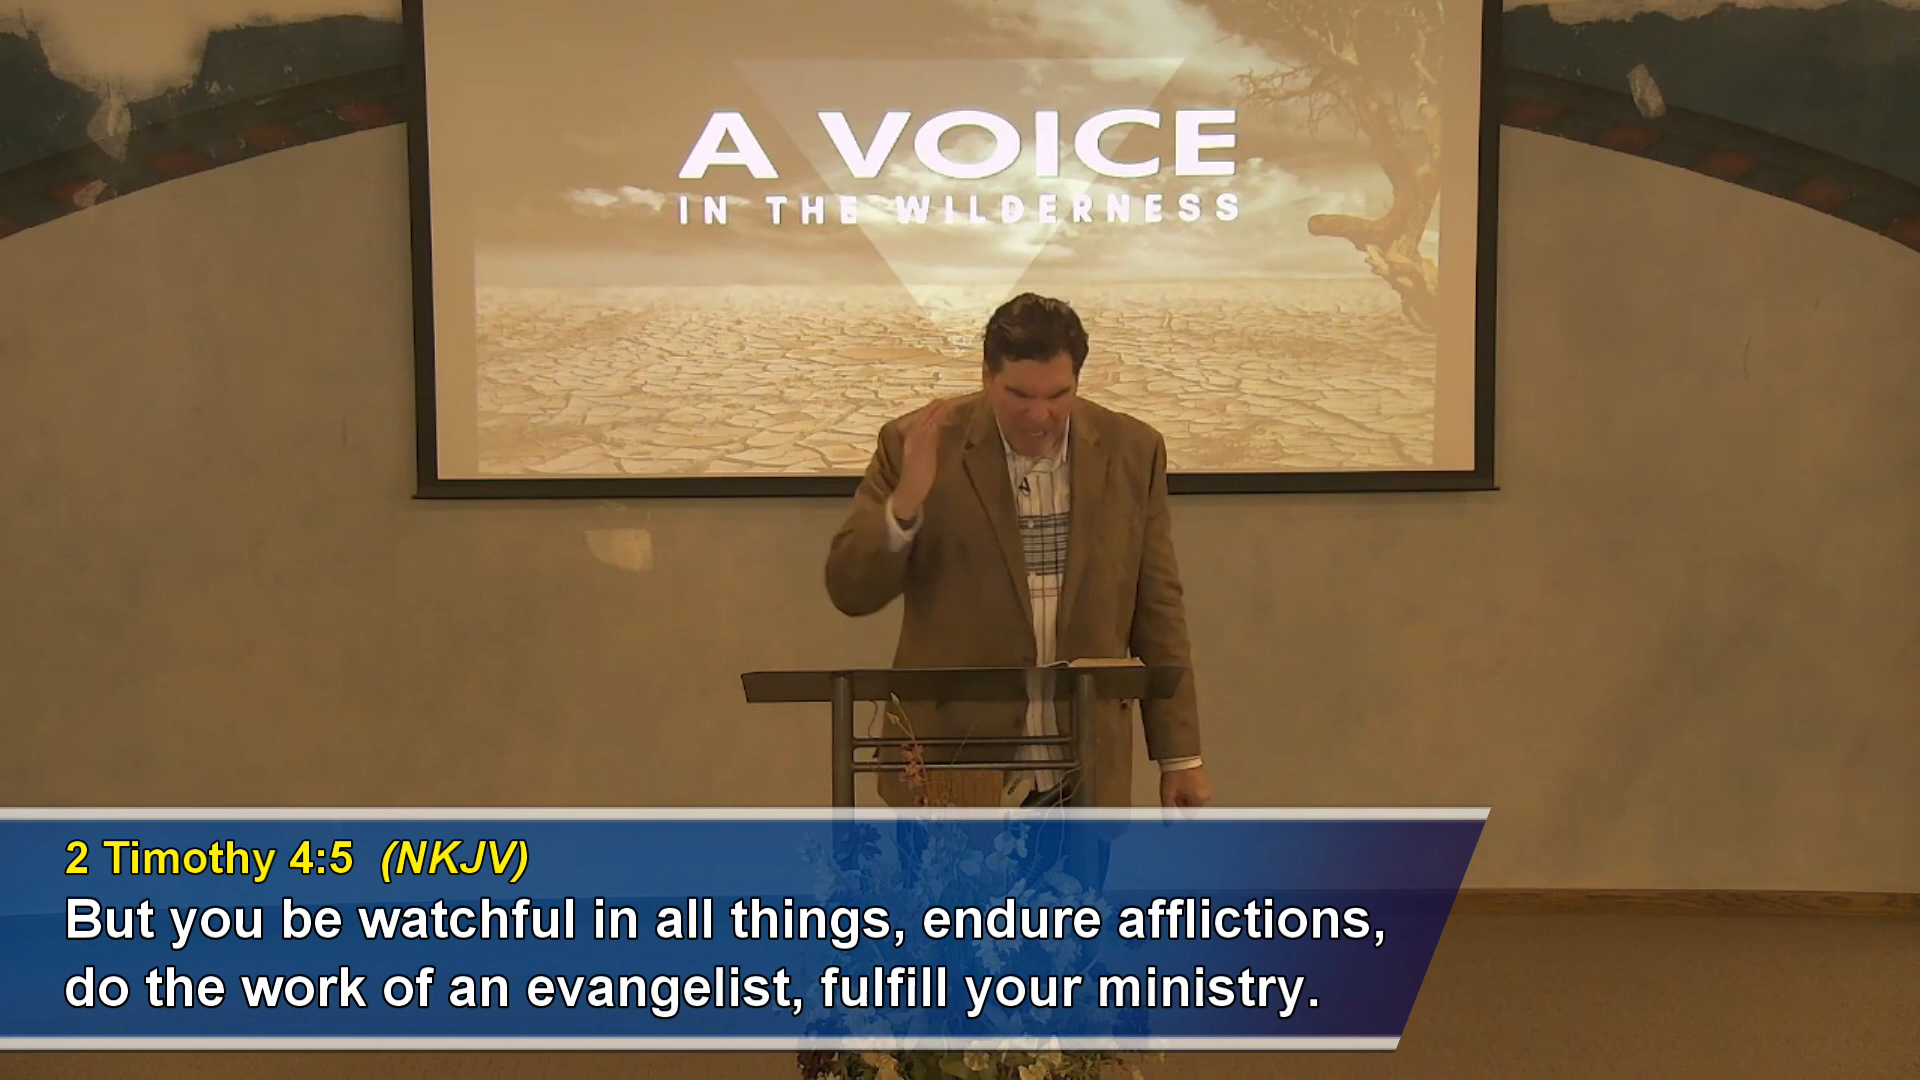 A VOICE
IN THE WILDERNESS
2 Timothy 4:5 (NKJV)
But you be watchful in all things, endure afflictions,
do the work of an evangelist, fulfill your ministry.